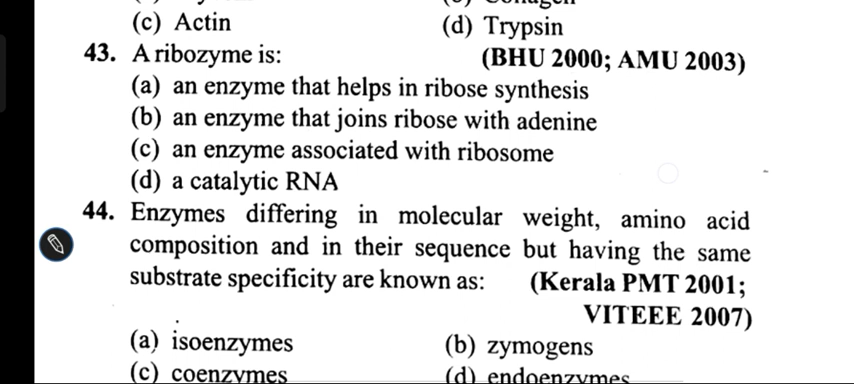 (c) Actin (d) Trypsin
43. A ribozyme is: (BHU 2000; AMU 2003)
(a) an enzyme that helps in ribose synthesis
(b) an enzyme that joins ribose with adenine
(c) an enzyme associated with ribosome
(d) a catalytic RNA
44. Enzymes differing in molecular weight, amino acid
composition and in their sequence but having the same
substrate specificity are known as: (Kerala PMT 2001;
VITEEE 2007)
(a) isoenzymes (b) zymogens
(c) coenzymes (d) endoenzymes